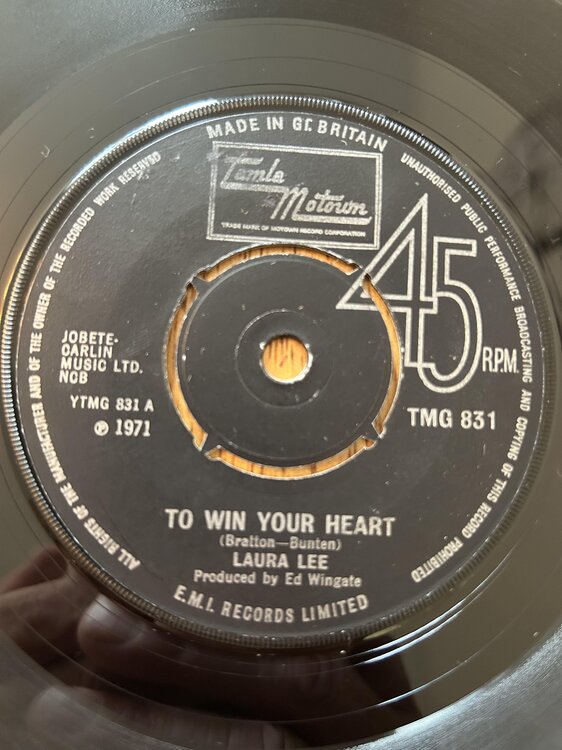 MADE IN GT. BRITAIN
Tamla
Motown
TRADE MARK OF MOTOWN RECORD CORPORATION
45
R.P.M.
TMG 831
JOBETE-
CARLIN
MUSIC LTD.
NCB
YTMG 831 A
℗ 1971
TO WIN YOUR HEART
(Bratton—Bunten)
LAURA LEE
Produced by Ed Wingate
E.M.I. RECORDS LIMITED
ALL RIGHTS OF THE MANUFACTURER AND OF THE OWNER OF THE RECORDED WORK RESERVED
UNAUTHORISED PUBLIC PERFORMANCE BROADCASTING AND COPYING OF THIS RECORD PROHIBITED